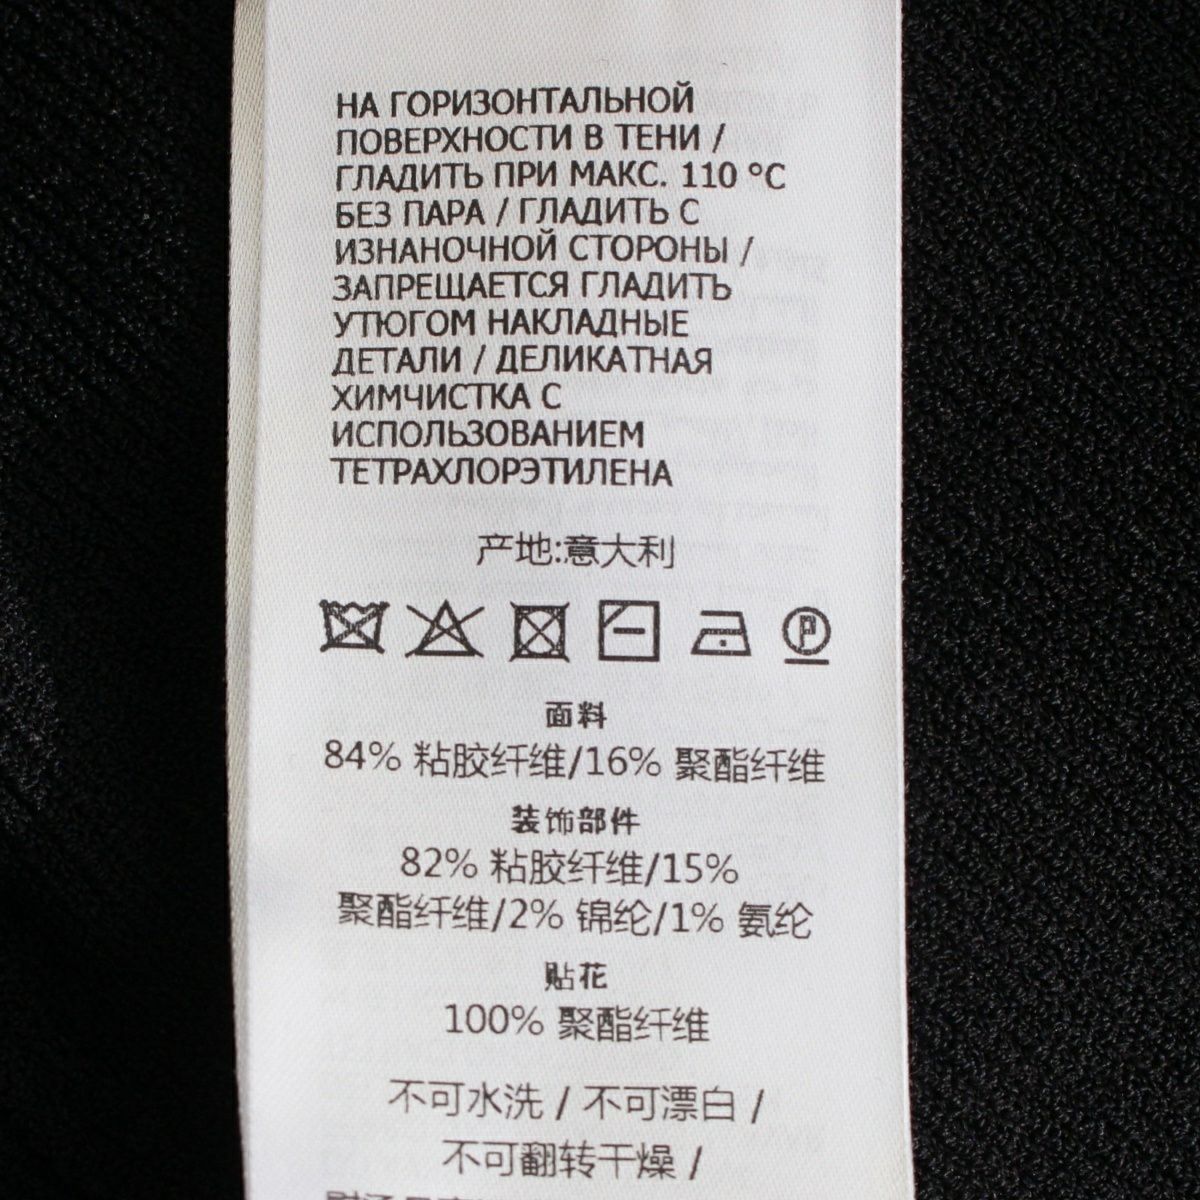 НА ГОРИЗОНТАЛЬНОЙ
ПОВЕРХНОСТИ В ТЕНИ /
ГЛАДИТЬ ПРИ МАКС. 110 °C
БЕЗ ПАРА / ГЛАДИТЬ С
ИЗНАНОЧНОЙ СТОРОНЫ /
ЗАПРЕЩАЕТСЯ ГЛАДИТЬ
УТЮГОМ НАКЛАДНЫЕ
ДЕТАЛИ / ДЕЛИКАТНАЯ
ХИМЧИСТКА С
ИСПОЛЬЗОВАНИЕМ
ТЕТРАХЛОРЭТИЛЕНА
产地:意大利
P
面料
84% 粘胶纤维/16% 聚酯纤维
装饰部件
82% 粘胶纤维/15%
聚酯纤维/2% 锦纶/1% 氨纶
贴花
100% 聚酯纤维
不可水洗 / 不可漂白 /
不可翻转干燥 /